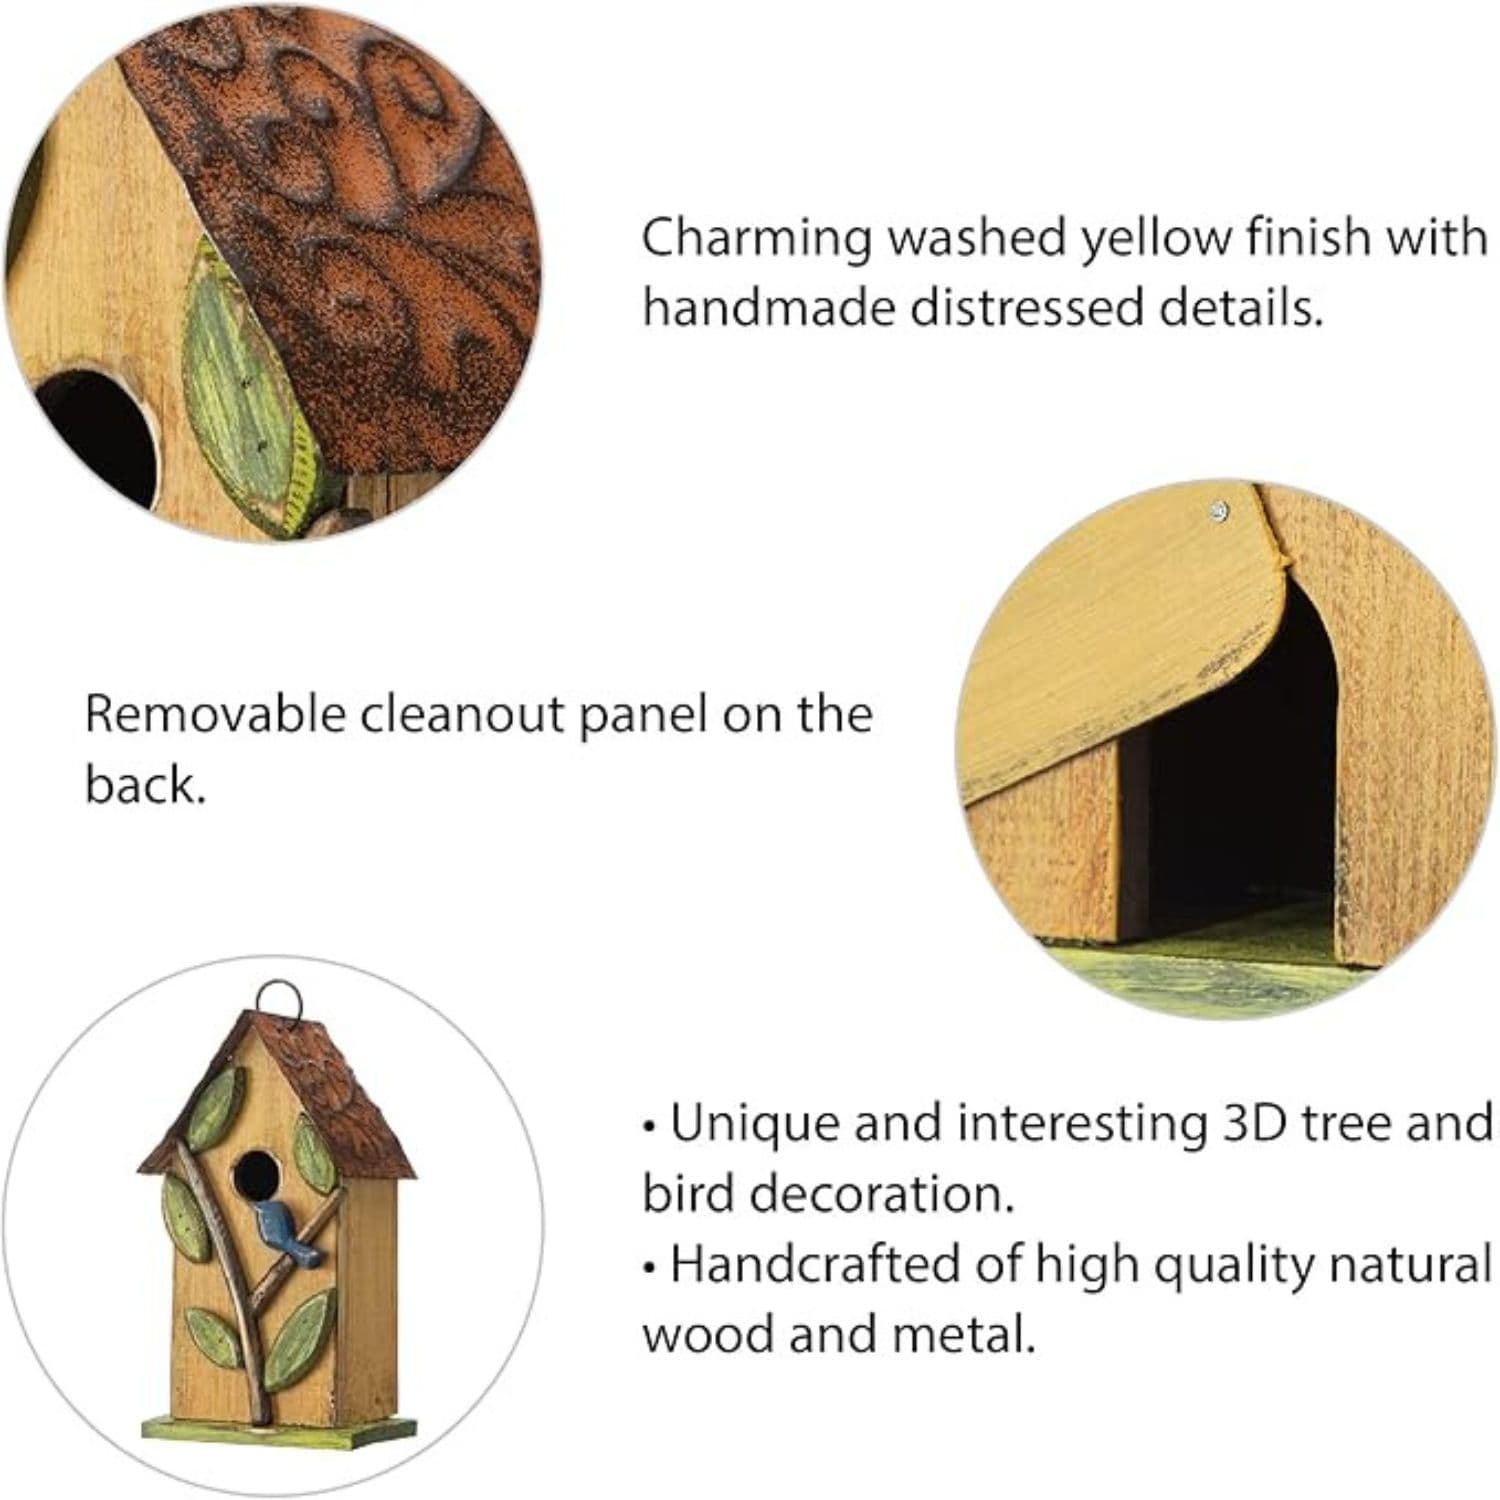 Charming washed yellow finish with
handmade distressed details.
Removable cleanout panel on the
back.
• Unique and interesting 3D tree and
bird decoration.
• Handcrafted of high quality natural
wood and metal.